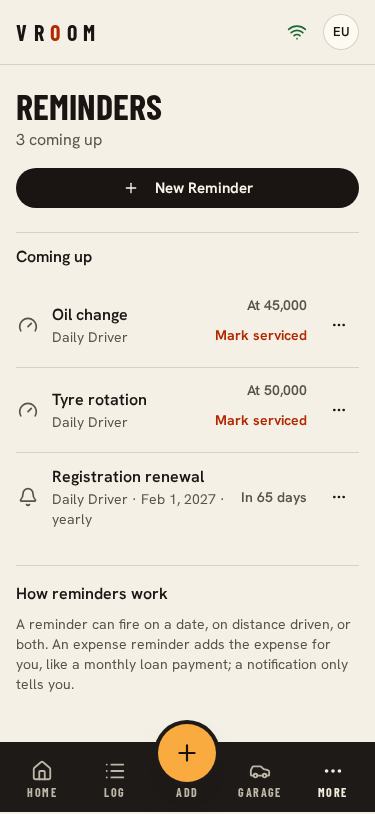 VROOM
EU
REMINDERS
3 coming up
+ New Reminder
Coming up
Oil change
Daily Driver
At 45,000
Mark serviced
Tyre rotation
Daily Driver
At 50,000
Mark serviced
Registration renewal
Daily Driver · Feb 1, 2027 ·
yearly
In 65 days
How reminders work
A reminder can fire on a date, on distance driven, or
both. An expense reminder adds the expense for
you, like a monthly loan payment; a notification only
tells you.
HOME
LOG
ADD
GARAGE
MORE